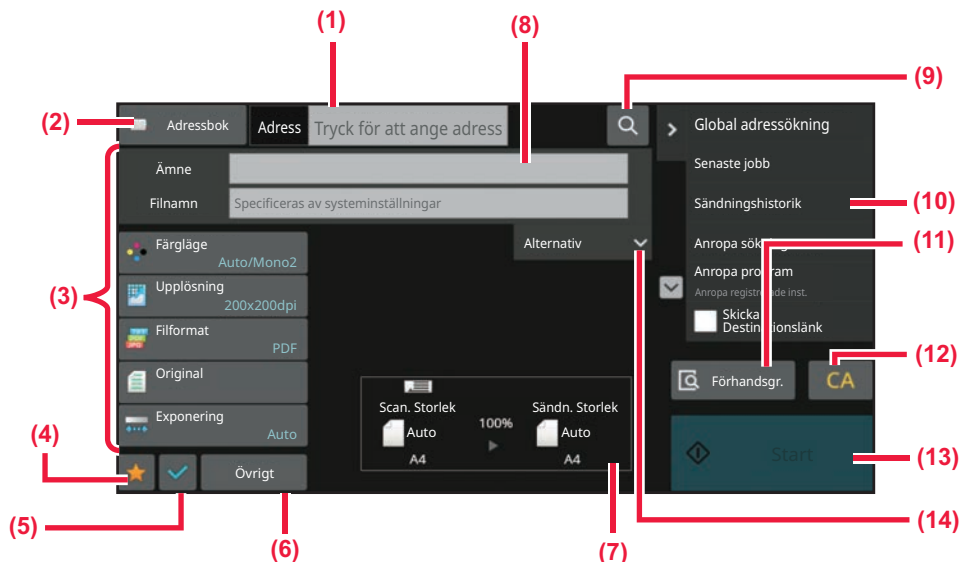 (1)
(8)
(9)
(2)
Adressbok
Adress
Tryck för att ange adress
Global adressökning
Ämne
Senaste jobb
Filnamn
Specificeras av systeminställningar
Sändningshistorik
(10)
Alternativ
(11)
Färgläge
Auto/Mono2
Anropa program
(3)
Upplösning
200x200dpi
Skicka
Filformat
PDF
(12)
Original
Förhandsgr.
CA
Exponering
Auto
Scan. Storlek
Auto
A4
100%
Sändn. Storlek
Auto
A4
(4)
Övrigt
Start
(13)
(5)
(6)
(7)
(14)